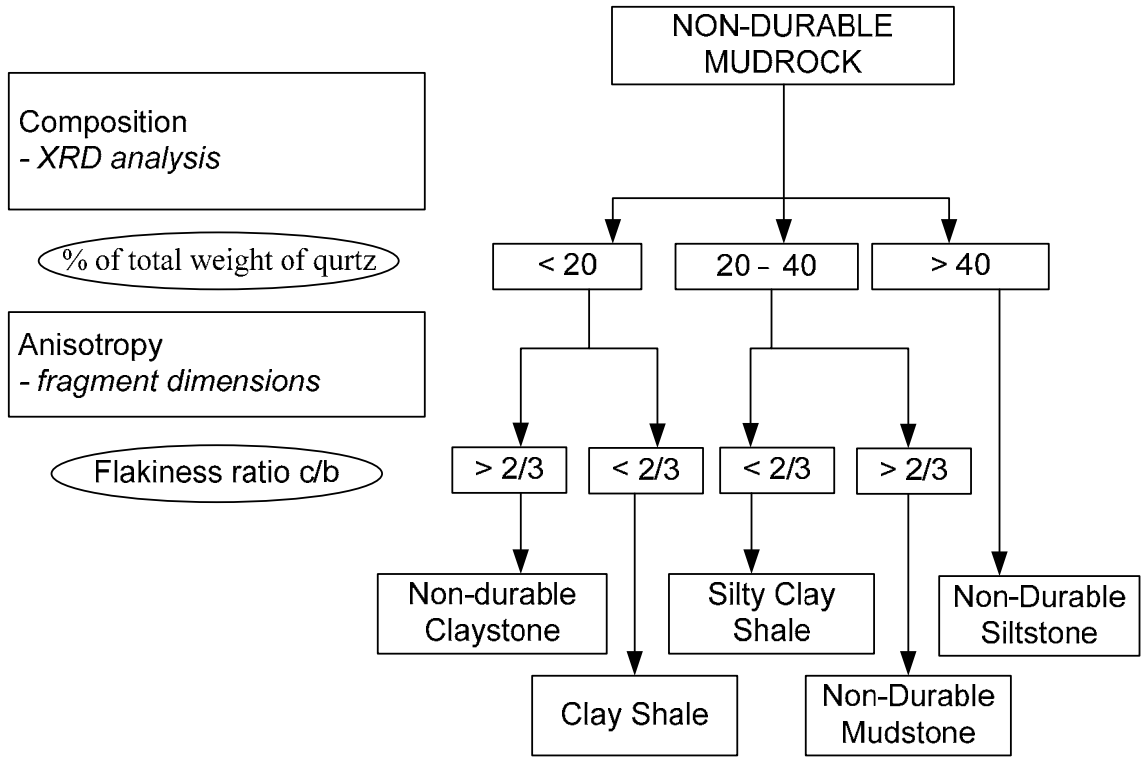 NON-DURABLE
MUDROCK
Composition
- XRD analysis
% of total weight of qurtz
< 20
20 – 40
> 40
Anisotropy
- fragment dimensions
Flakiness ratio c/b
> 2/3
< 2/3
< 2/3
> 2/3
Non-durable
Claystone
Silty Clay
Shale
Non-Durable
Siltstone
Clay Shale
Non-Durable
Mudstone